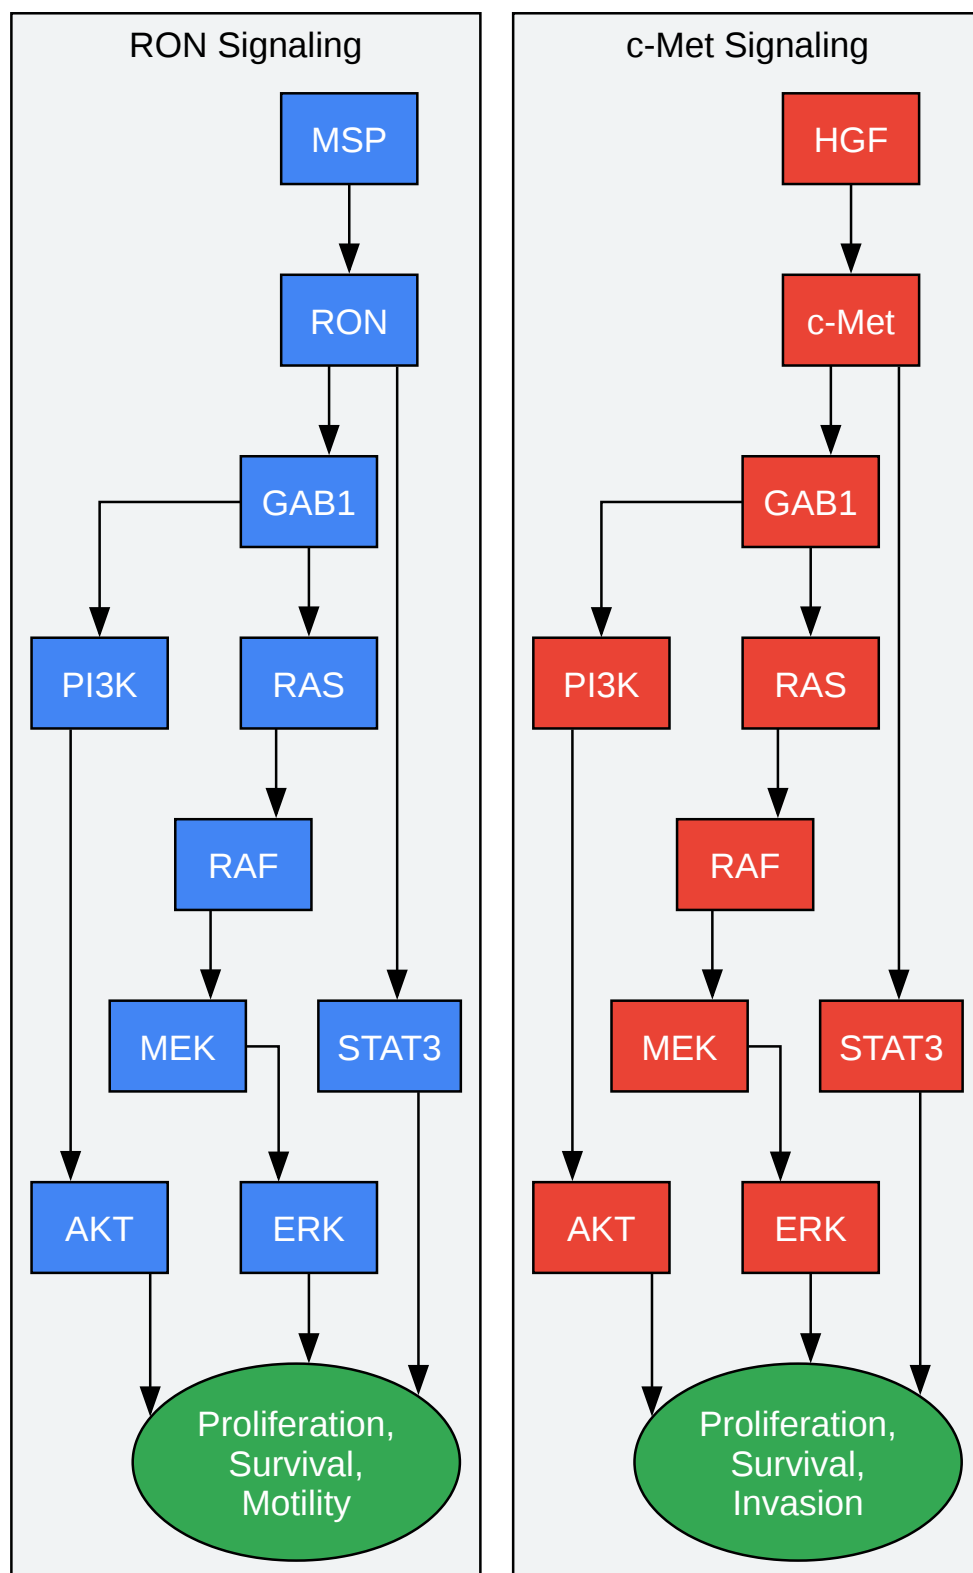 RON Signaling
MSP
RON
GAB1
PI3K
RAS
RAF
MEK
STAT3
AKT
ERK
Proliferation,
Survival,
Motility
c-Met Signaling
HGF
c-Met
GAB1
PI3K
RAS
RAF
MEK
STAT3
AKT
ERK
Proliferation,
Survival,
Invasion